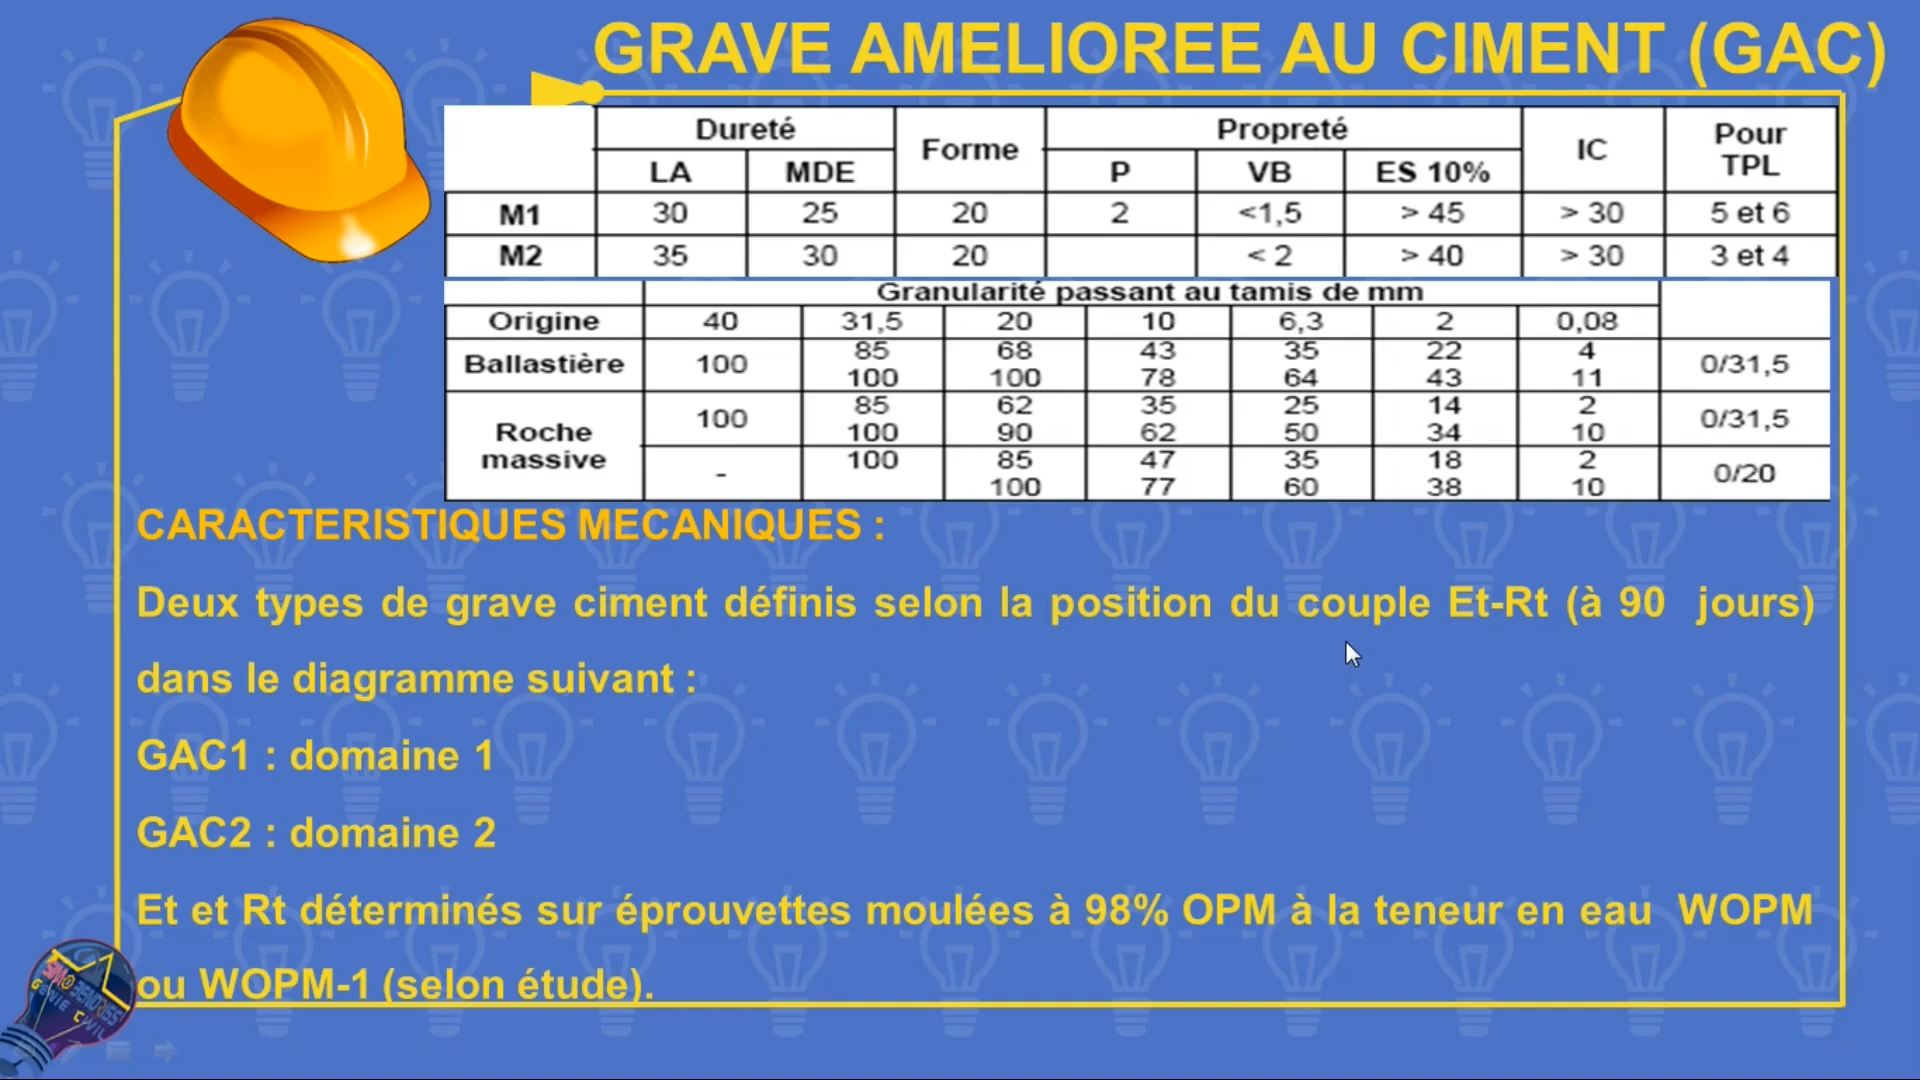 GRAVE AMELIOREE AU CIMENT (GAC)
Dureté Forme Propreté IC Pour TPL
LA MDE P VB ES 10%
M1 30 25 20 2 <1,5 > 45 > 30 5 et 6
M2 35 30 20 < 2 > 40 > 30 3 et 4
Granularité passant au tamis de mm
Origine 40 31,5 20 10 6,3 2 0,08
Ballastière 100 85 68 43 35 22 4 0/31,5
100 100 78 64 43 11
Roche massive 100 85 62 35 25 14 2 0/31,5
100 90 62 50 34 10
- 100 85 47 35 18 2 0/20
100 77 60 38 10
CARACTERISTIQUES MECANIQUES :
Deux types de grave ciment définis selon la position du couple Et-Rt (à 90 jours)
dans le diagramme suivant :
GAC1 : domaine 1
GAC2 : domaine 2
Et et Rt déterminés sur éprouvettes moulées à 98% OPM à la teneur en eau WOPM
ou WOPM-1 (selon étude).
GENIE CIVIL